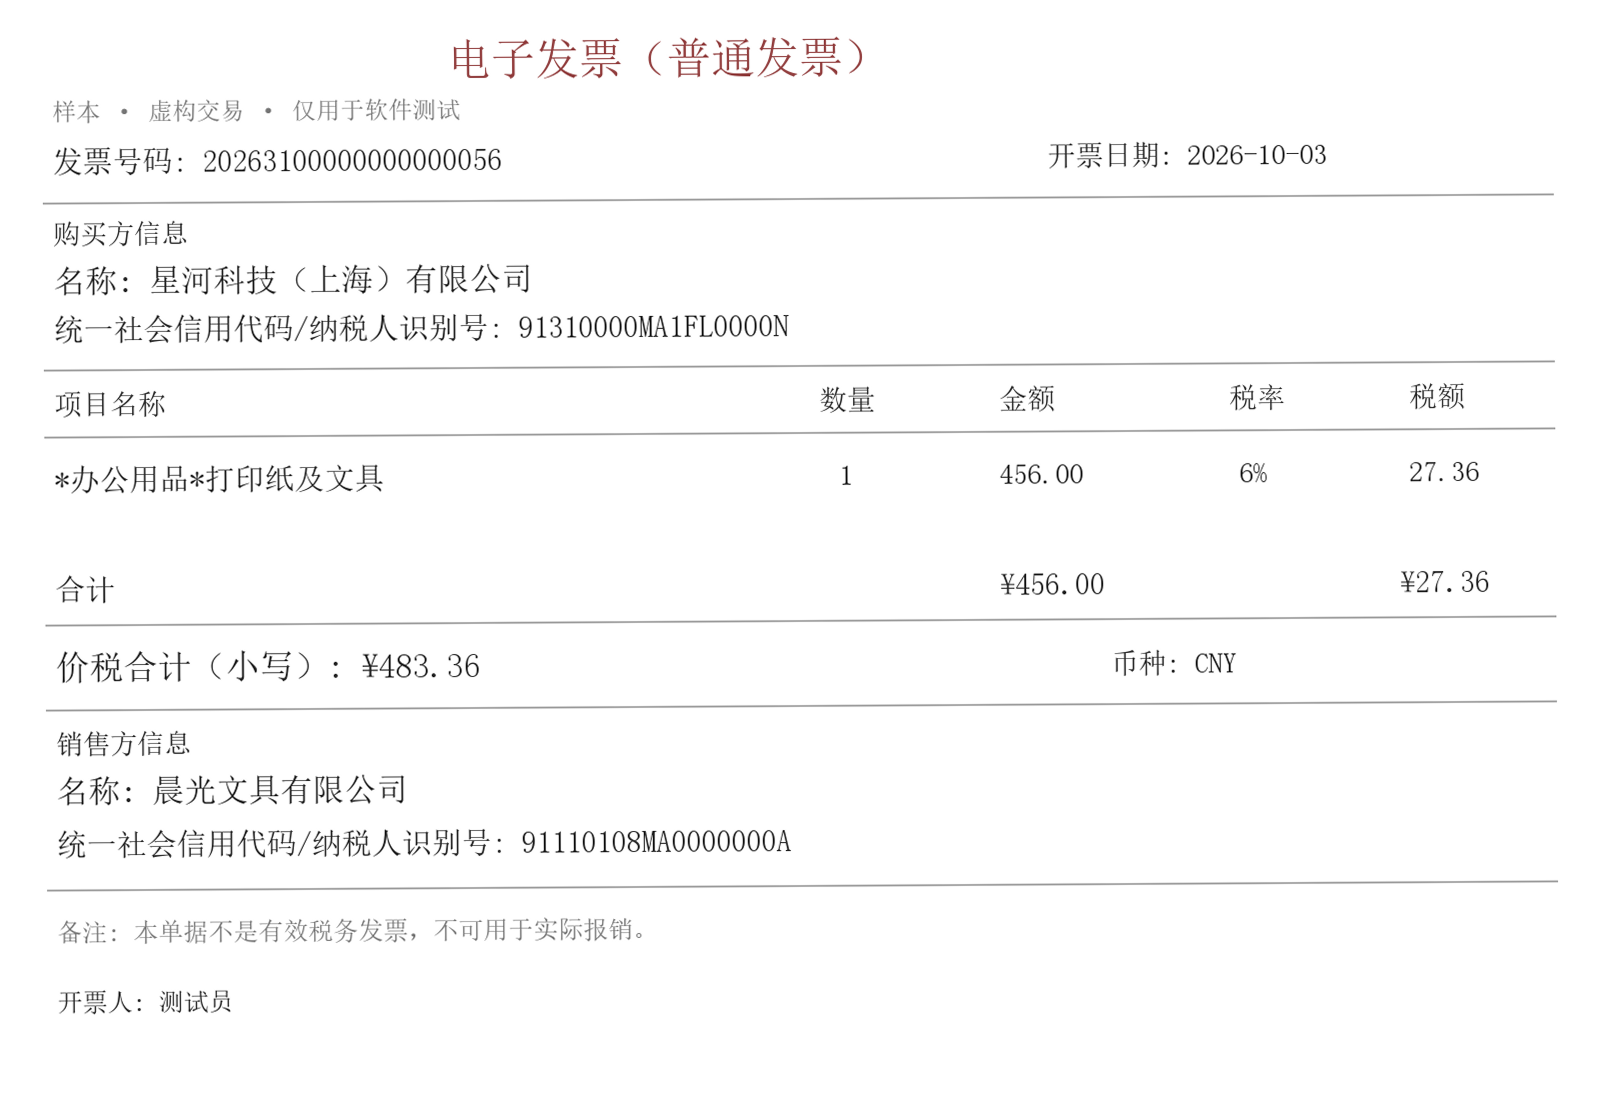 电子发票（普通发票）
样本 • 虚构交易 • 仅用于软件测试
发票号码: 20263100000000000056 开票日期: 2026-10-03
购买方信息
名称: 星河科技（上海）有限公司
统一社会信用代码/纳税人识别号: 91310000MA1FL0000N
项目名称 数量 金额 税率 税额
*办公用品*打印纸及文具 1 456.00 6% 27.36
合计 ¥456.00 ¥27.36
价税合计（小写）: ¥483.36 币种: CNY
销售方信息
名称: 晨光文具有限公司
统一社会信用代码/纳税人识别号: 91110108MA0000000A
备注: 本单据不是有效税务发票，不可用于实际报销。
开票人: 测试员